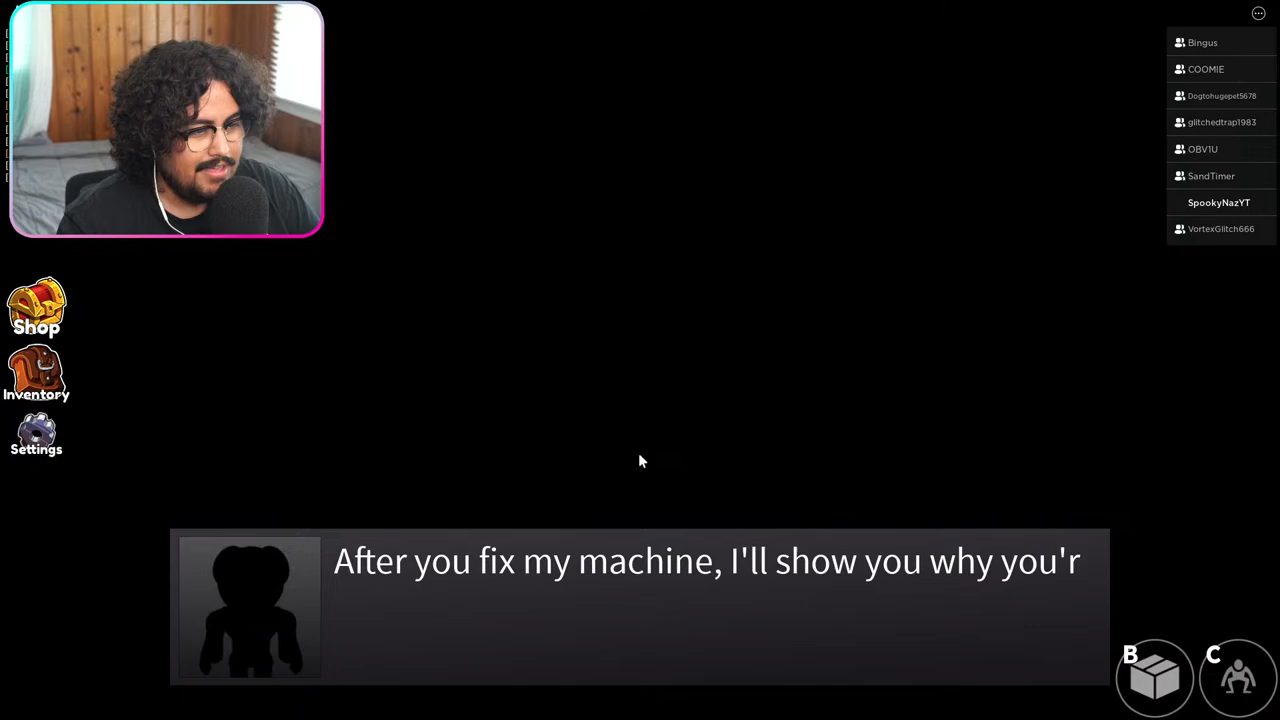 Bingus
COOMIE
Dogtohugepet5678
glitchedtrap1983
OBV1U
SandTimer
SpookyNazYT
VortexGlitch666
Shop
Inventory
Settings
After you fix my machine, I'll show you why you'r
B
C